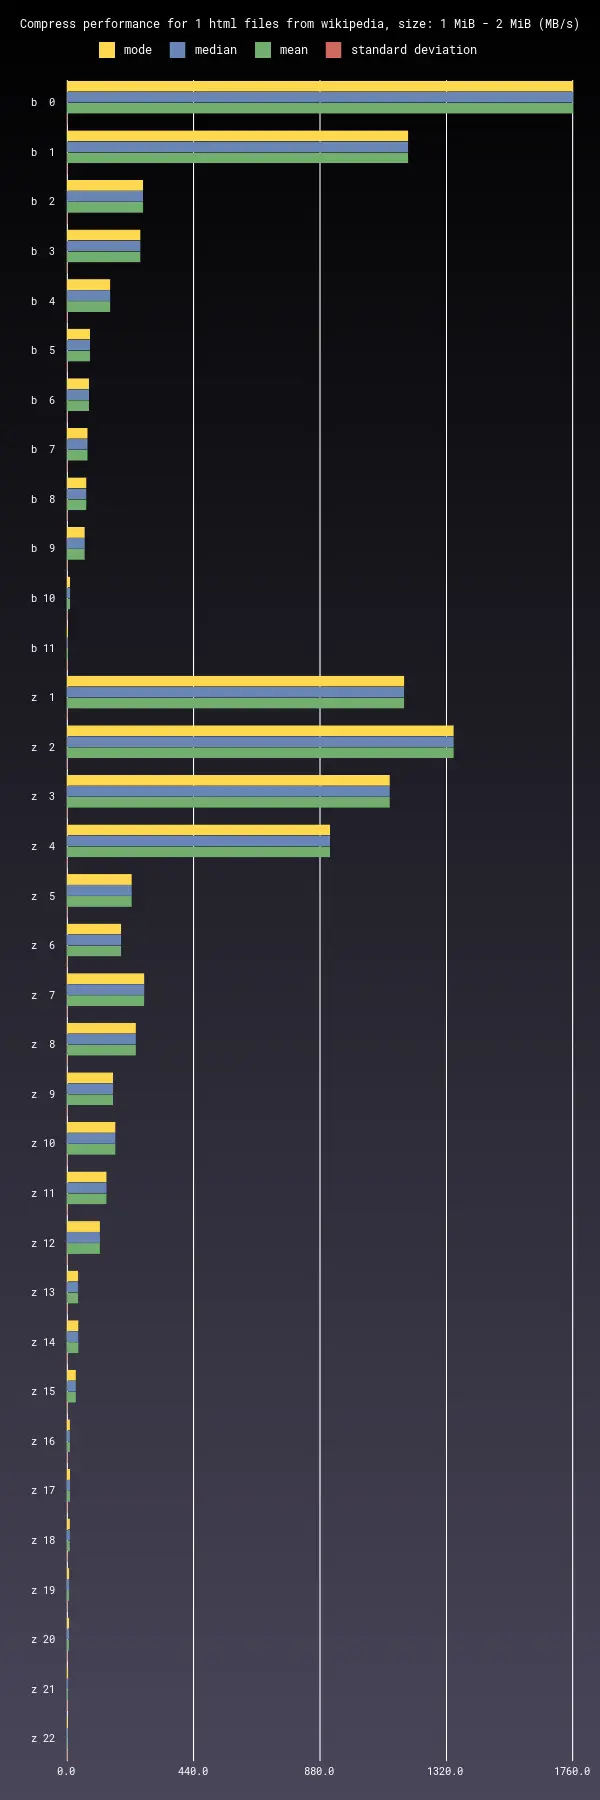 Compress performance for 1 html files from wikipedia, size: 1 MiB - 2 MiB (MB/s)
mode median mean standard deviation
b 0
b 1
b 2
b 3
b 4
b 5
b 6
b 7
b 8
b 9
b 10
b 11
z 1
z 2
z 3
z 4
z 5
z 6
z 7
z 8
z 9
z 10
z 11
z 12
z 13
z 14
z 15
z 16
z 17
z 18
z 19
z 20
z 21
z 22
0.0 440.0 880.0 1320.0 1760.0